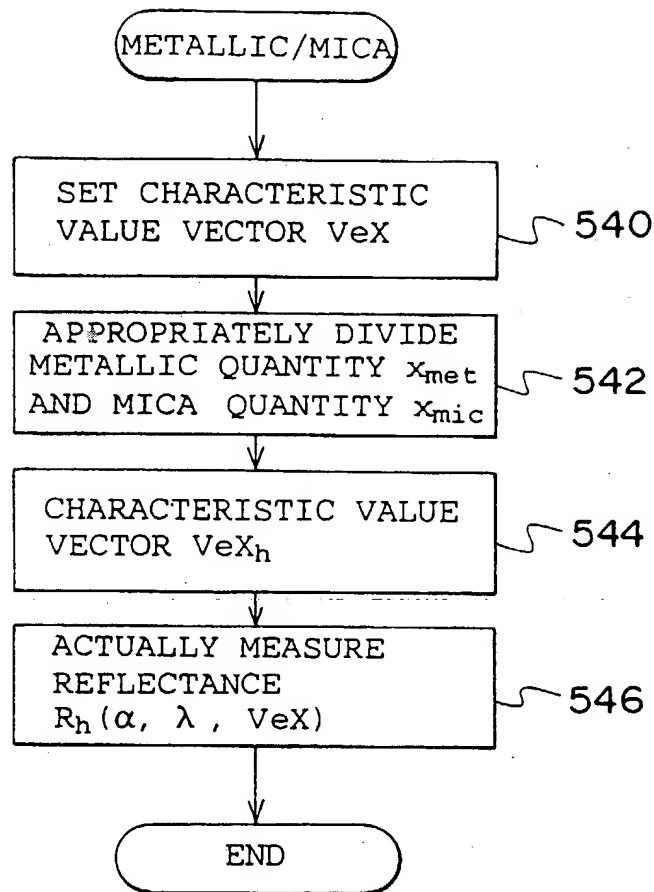 METALLIC/MICA
SET CHARACTERISTIC
VALUE VECTOR VeX
540
APPROPRIATELY DIVIDE
METALLIC QUANTITY xmet
AND MICA QUANTITY xmic
542
CHARACTERISTIC VALUE
VECTOR VeXh
544
ACTUALLY MEASURE
REFLECTANCE
Rh(α, λ, VeX)
546
END